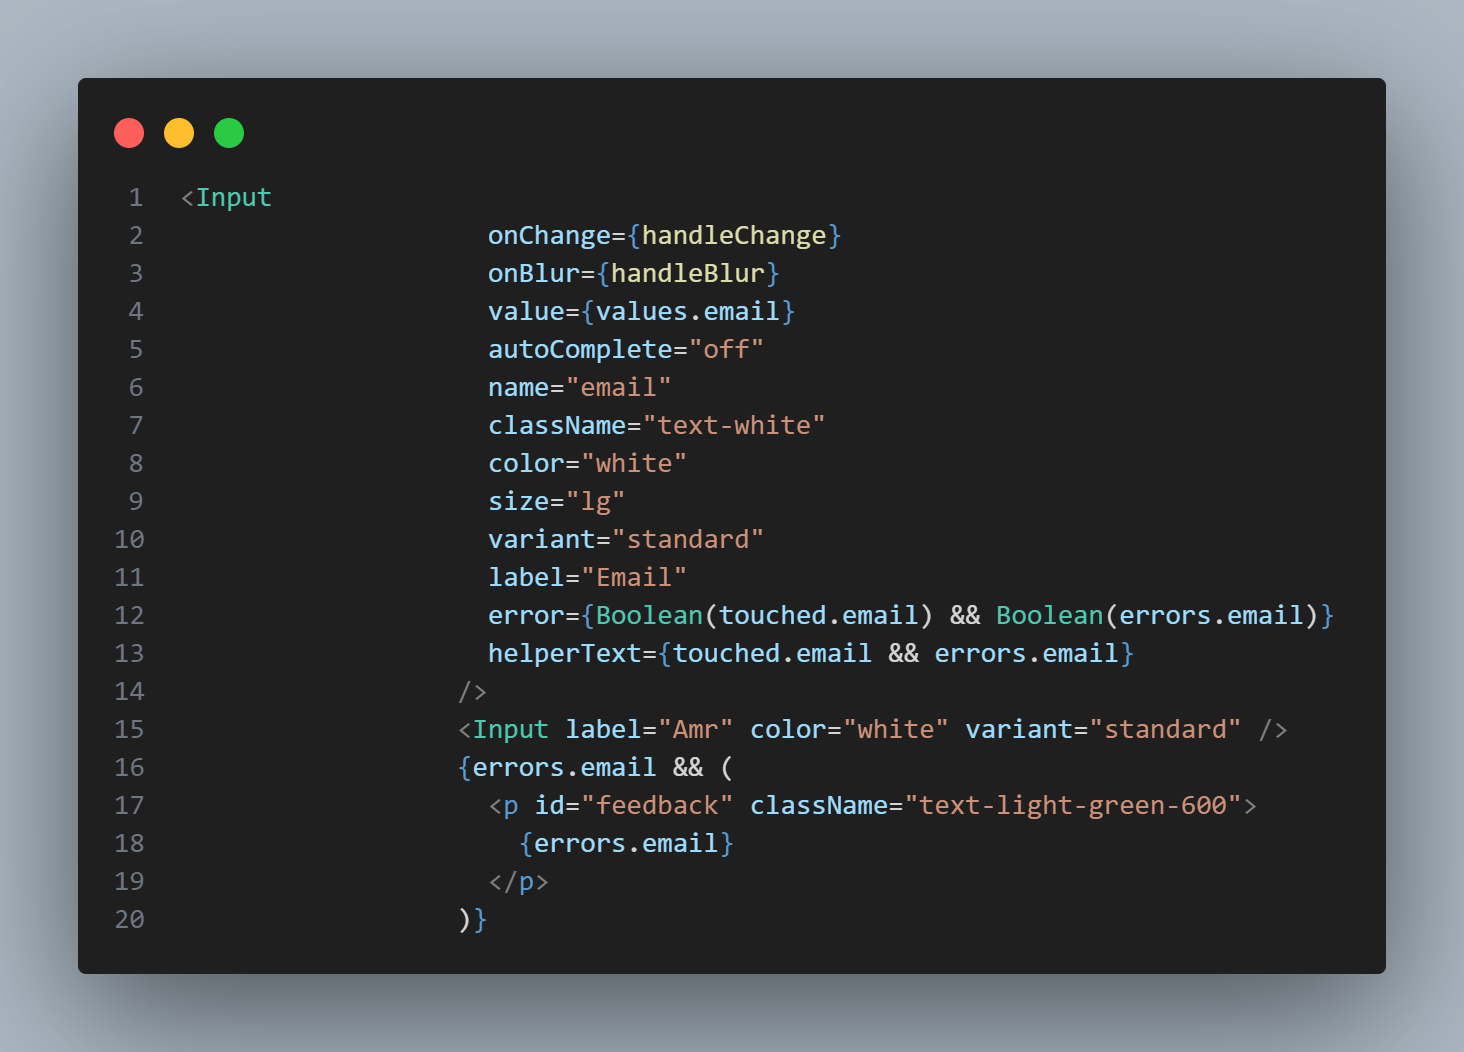 1 <Input
2 onChange={handleChange}
3 onBlur={handleBlur}
4 value={values.email}
5 autoComplete="off"
6 name="email"
7 className="text-white"
8 color="white"
9 size="lg"
10 variant="standard"
11 label="Email"
12 error={Boolean(touched.email) && Boolean(errors.email)}
13 helperText={touched.email && errors.email}
14 />
15 <Input label="Amr" color="white" variant="standard" />
16 {errors.email && (
17 <p id="feedback" className="text-light-green-600">
18 {errors.email}
19 </p>
20 )}